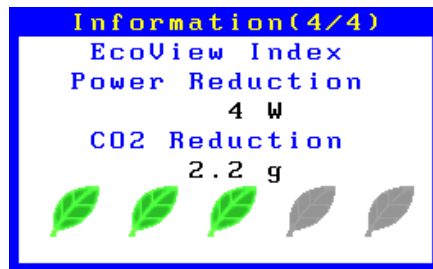 Information(4/4)
EcoView Index
Power Reduction
4 W
CO2 Reduction
2.2 g